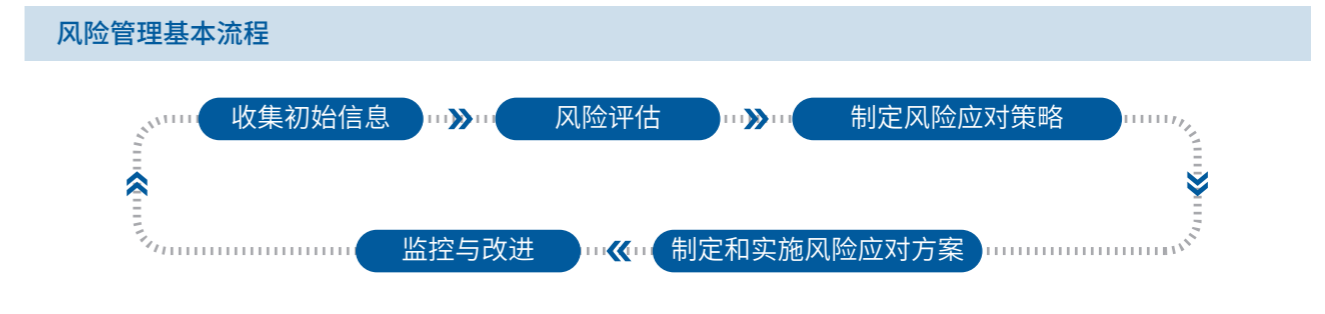 风险管理基本流程
收集初始信息
风险评估
制定风险应对策略
监控与改进
制定和实施风险应对方案